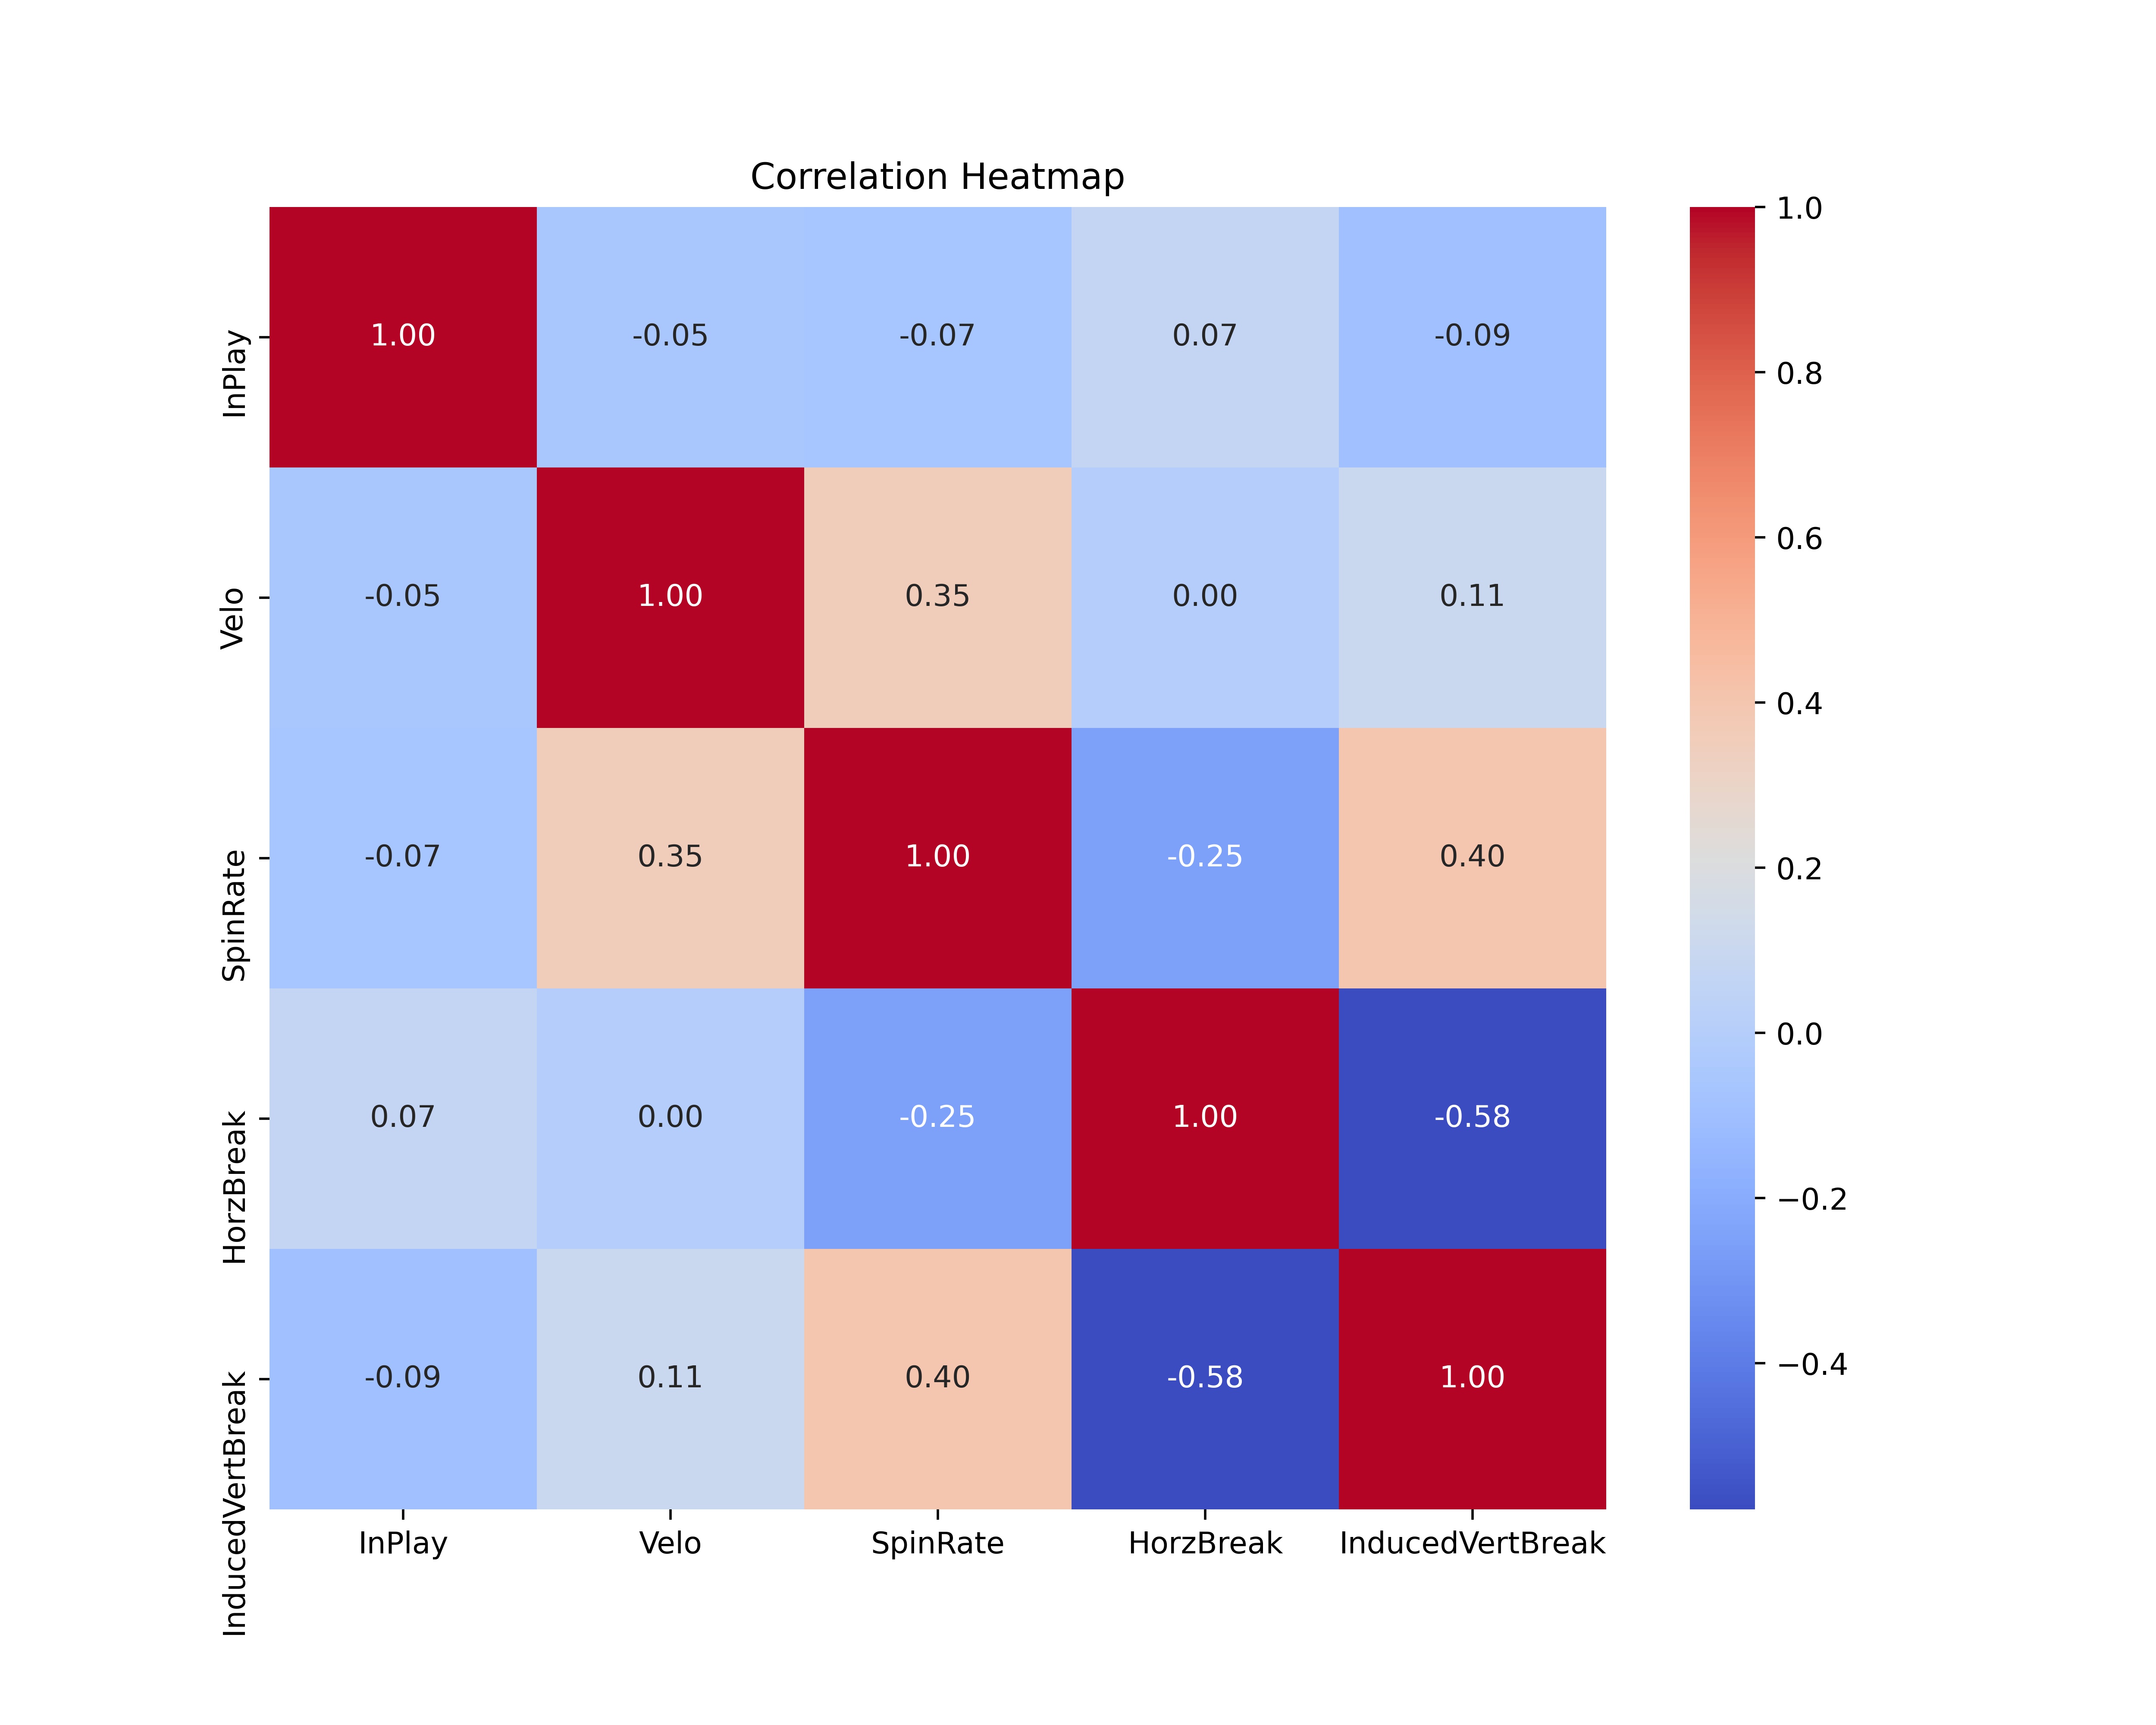 Correlation Heatmap
InPlay 1.00 -0.05 -0.07 0.07 -0.09
Velo -0.05 1.00 0.35 0.00 0.11
SpinRate -0.07 0.35 1.00 -0.25 0.40
HorzBreak 0.07 0.00 -0.25 1.00 -0.58
InducedVertBreak -0.09 0.11 0.40 -0.58 1.00
InPlay Velo SpinRate HorzBreak InducedVertBreak
1.0
0.8
0.6
0.4
0.2
0.0
−0.2
−0.4